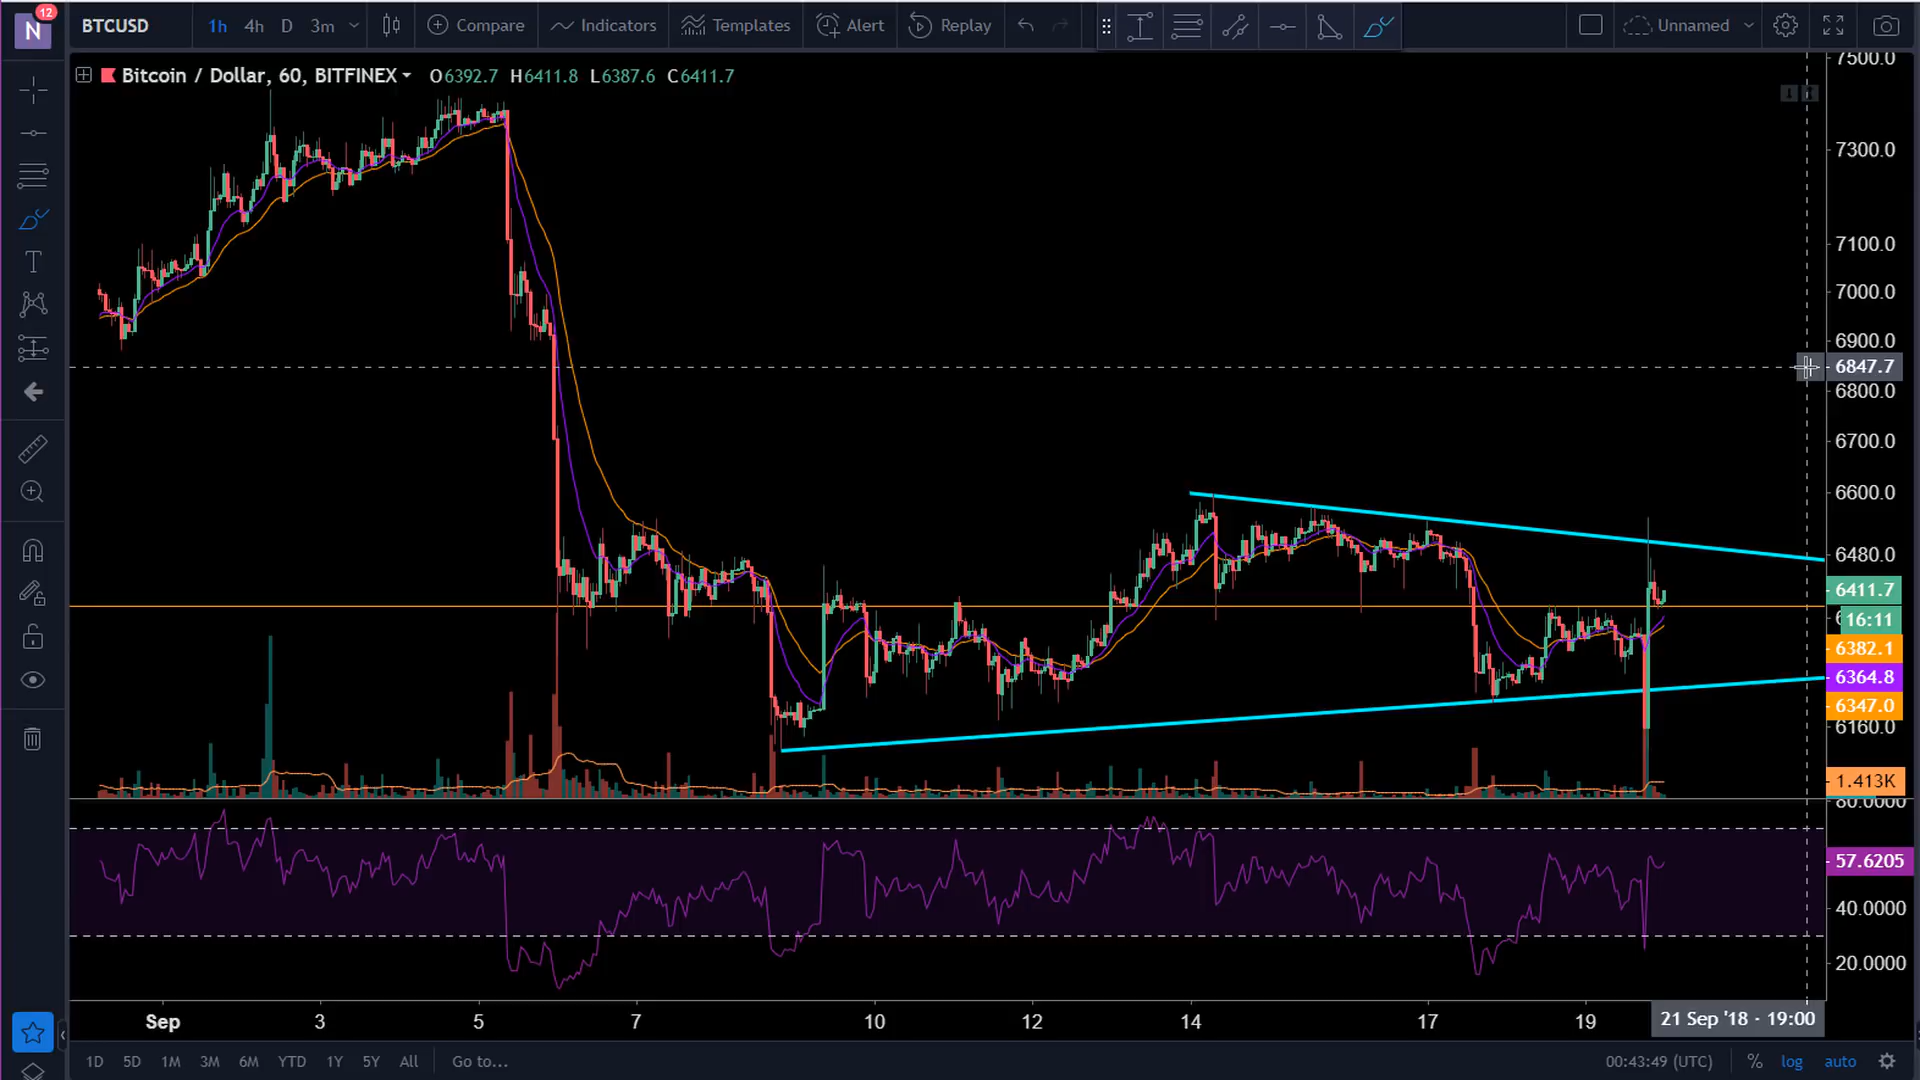 N
12
BTCUSD
1h 4h D 3m
Compare
Indicators
Templates
Alert
Replay
Unnamed
Bitcoin / Dollar, 60, BITFINEX O6392.7 H6411.8 L6387.6 C6411.7
7500.0
7300.0
7100.0
7000.0
6900.0
6847.7
6800.0
6700.0
6600.0
6480.0
6411.7
16:11
6382.1
6364.8
6347.0
6160.0
1.413K
80.0000
57.6205
40.0000
20.0000
Sep 3 5 7 10 12 14 17 19 21 Sep '18 - 19:00
1D 5D 1M 3M 6M YTD 1Y 5Y All Go to... 00:43:49 (UTC) % log auto